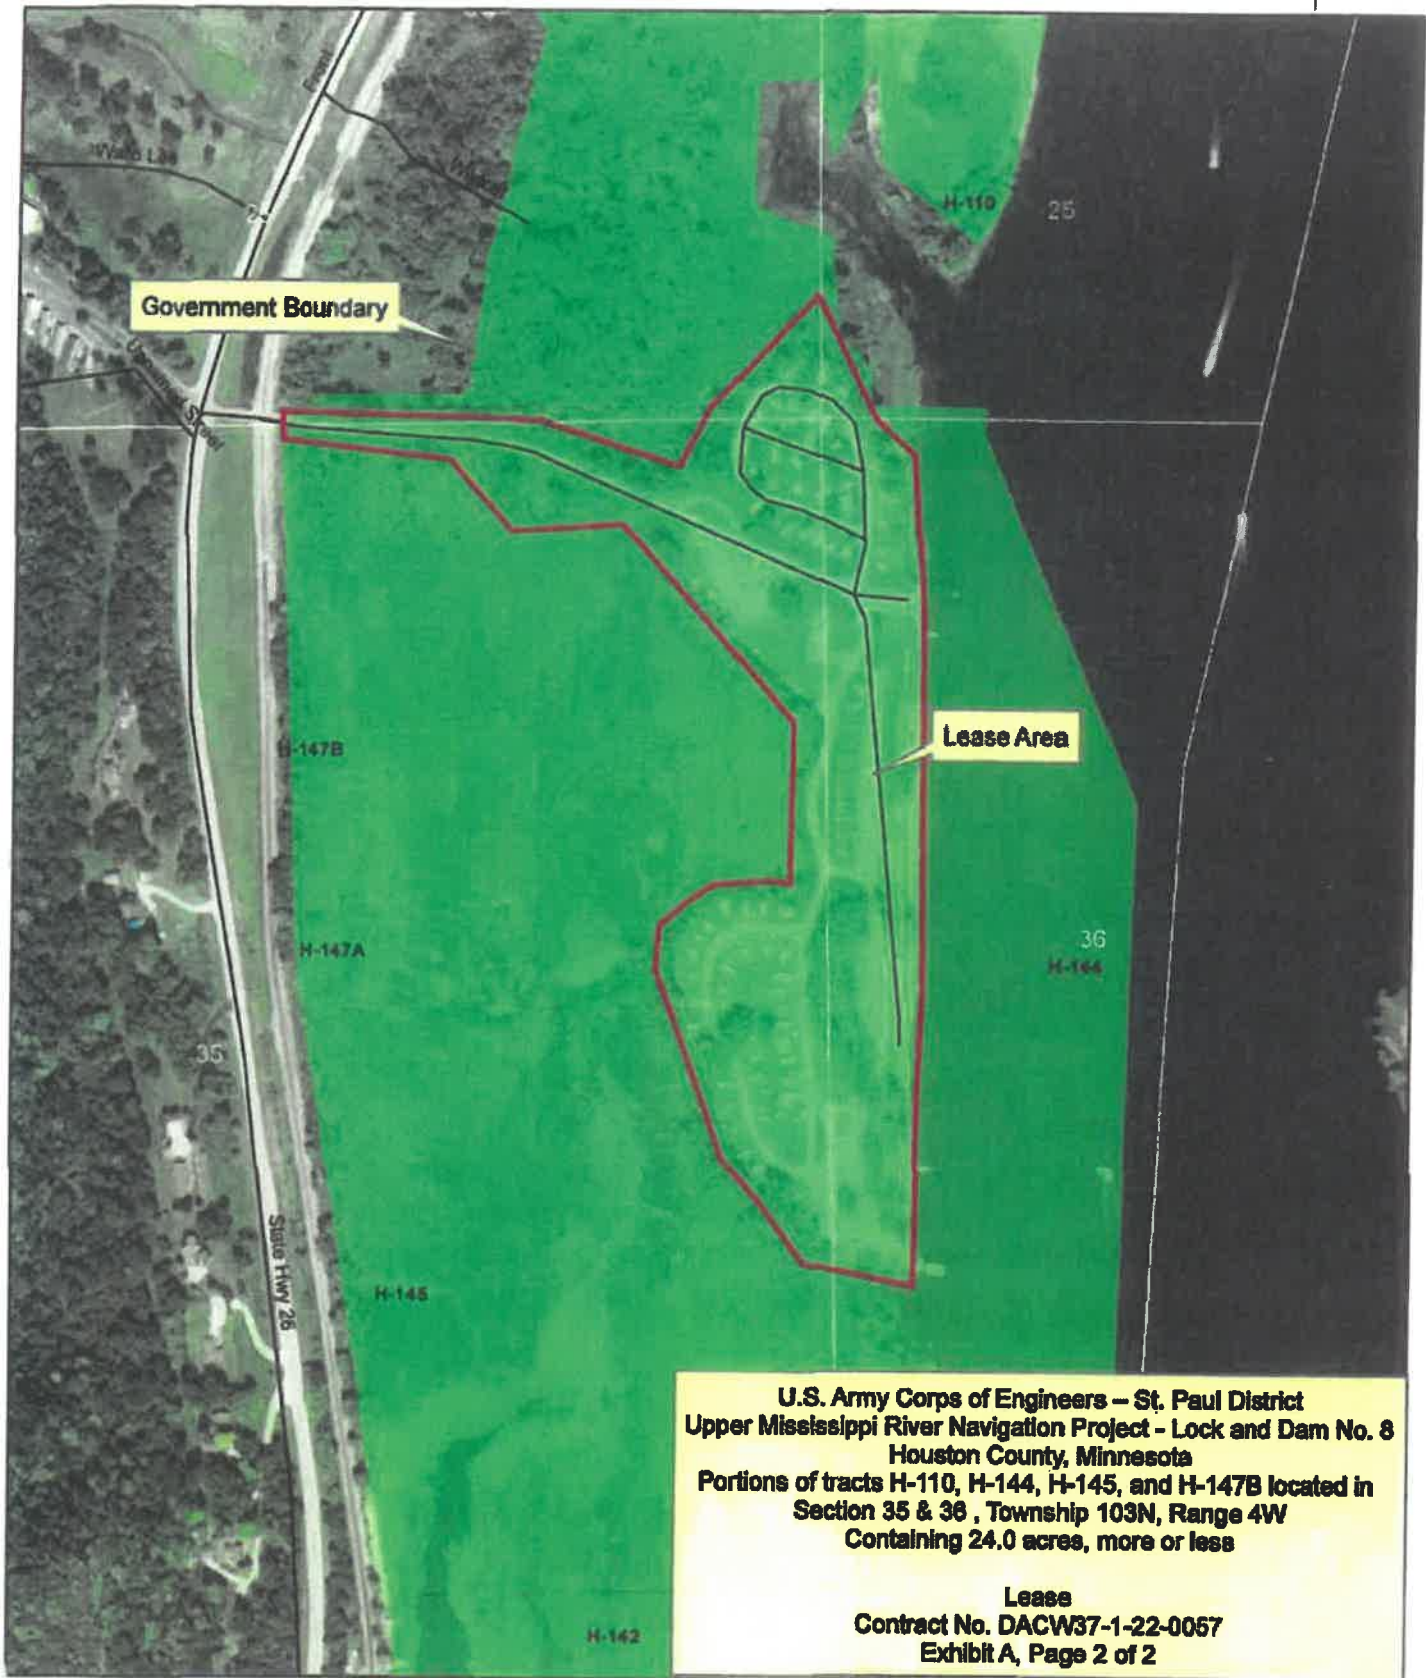 H-110
25
Government Boundary
Lease Area
H-147B
36
H-144
H-147A
35
State Hwy 26
H-145
U.S. Army Corps of Engineers – St. Paul District
Upper Mississippi River Navigation Project - Lock and Dam No. 8
Houston County, Minnesota
Portions of tracts H-110, H-144, H-145, and H-147B located in
Section 35 & 36 , Township 103N, Range 4W
Containing 24.0 acres, more or less
Lease
Contract No. DACW37-1-22-0057
Exhibit A, Page 2 of 2
H-142